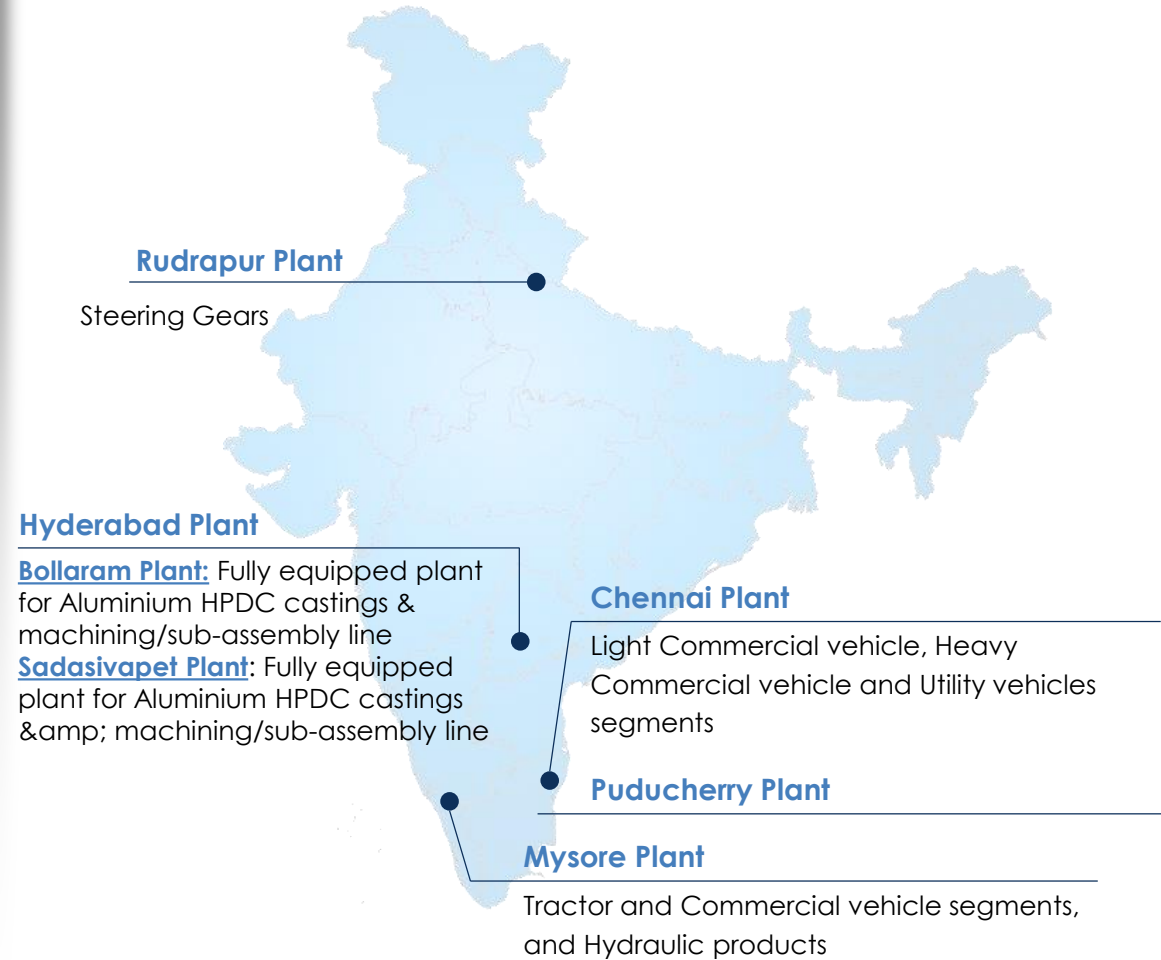 Rudrapur Plant
Steering Gears
Hyderabad Plant
Bollaram Plant: Fully equipped plant
for Aluminium HPDC castings &
machining/sub-assembly line
Sadasivapet Plant: Fully equipped
plant for Aluminium HPDC castings
&amp; machining/sub-assembly line
Chennai Plant
Light Commercial vehicle, Heavy
Commercial vehicle and Utility vehicles
segments
Puducherry Plant
Mysore Plant
Tractor and Commercial vehicle segments,
and Hydraulic products